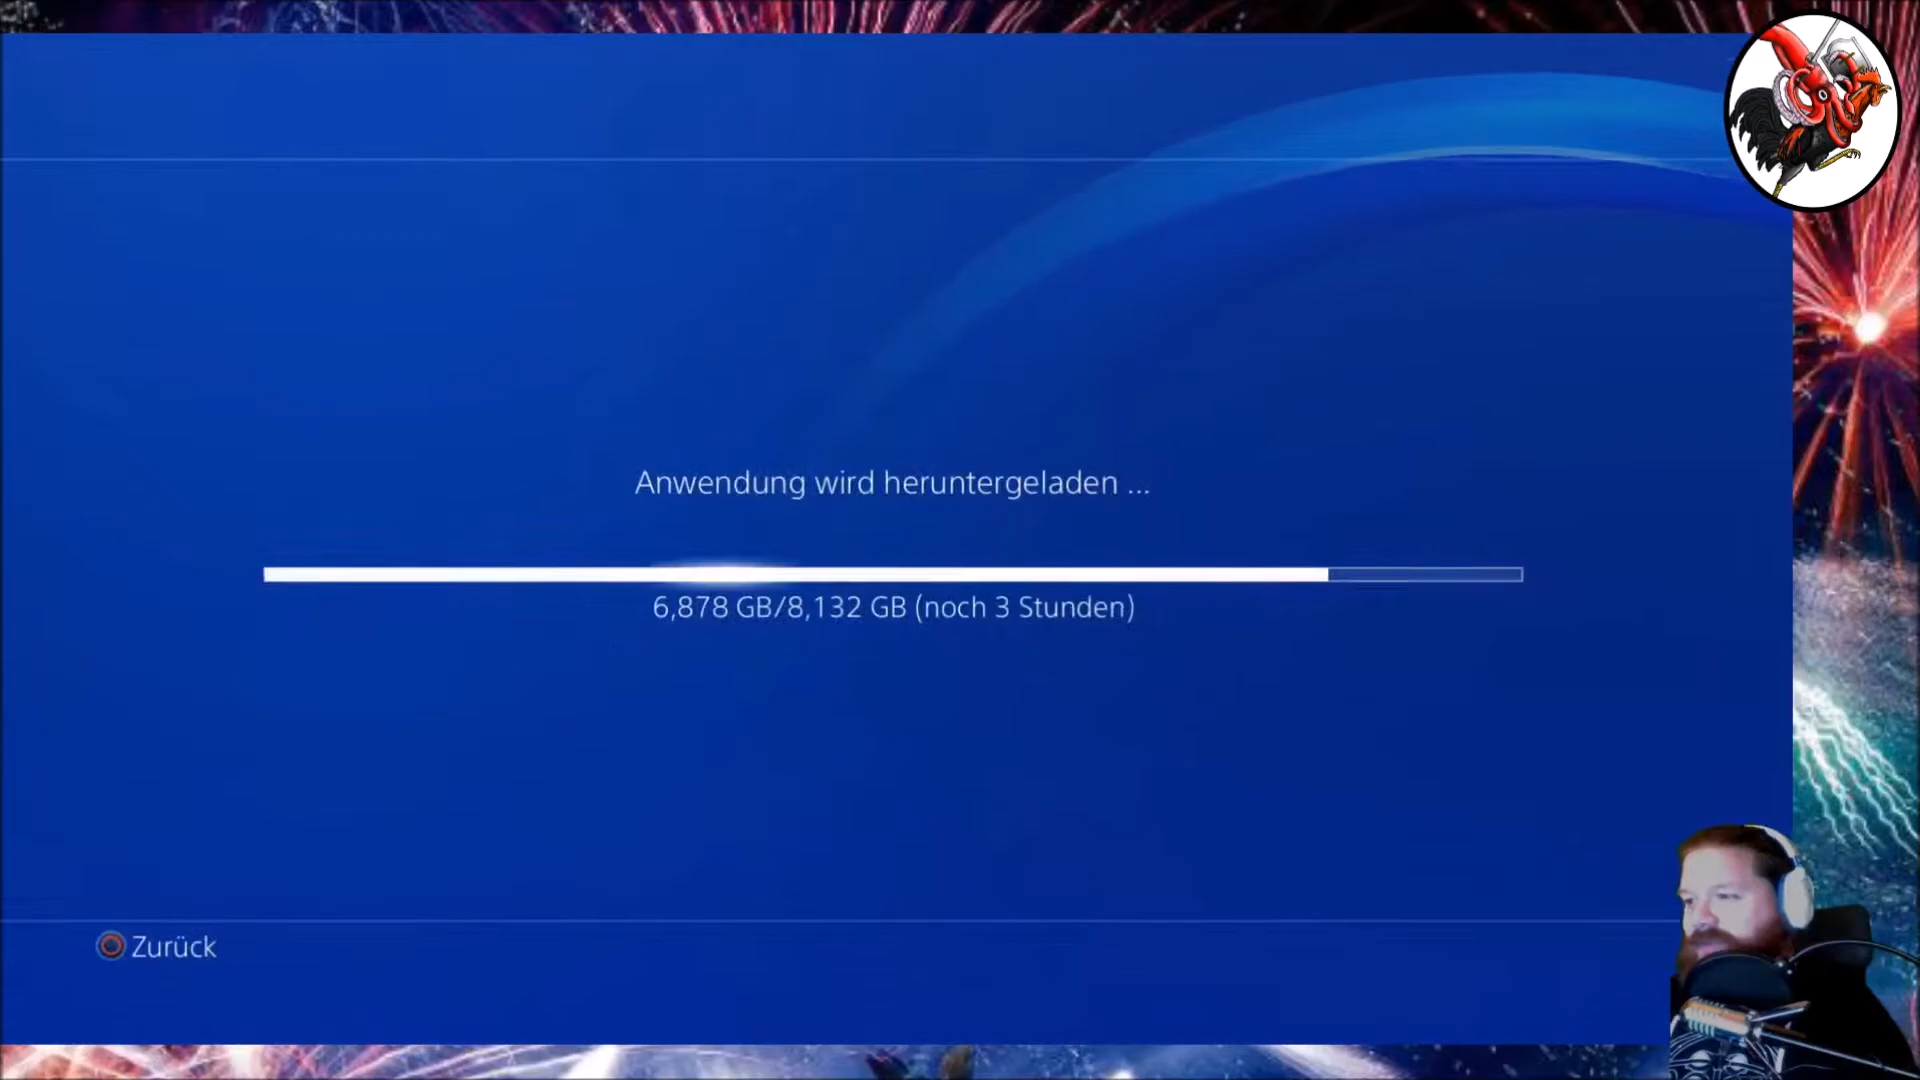 Anwendung wird heruntergeladen ...
6,878 GB/8,132 GB (noch 3 Stunden)
Zurück